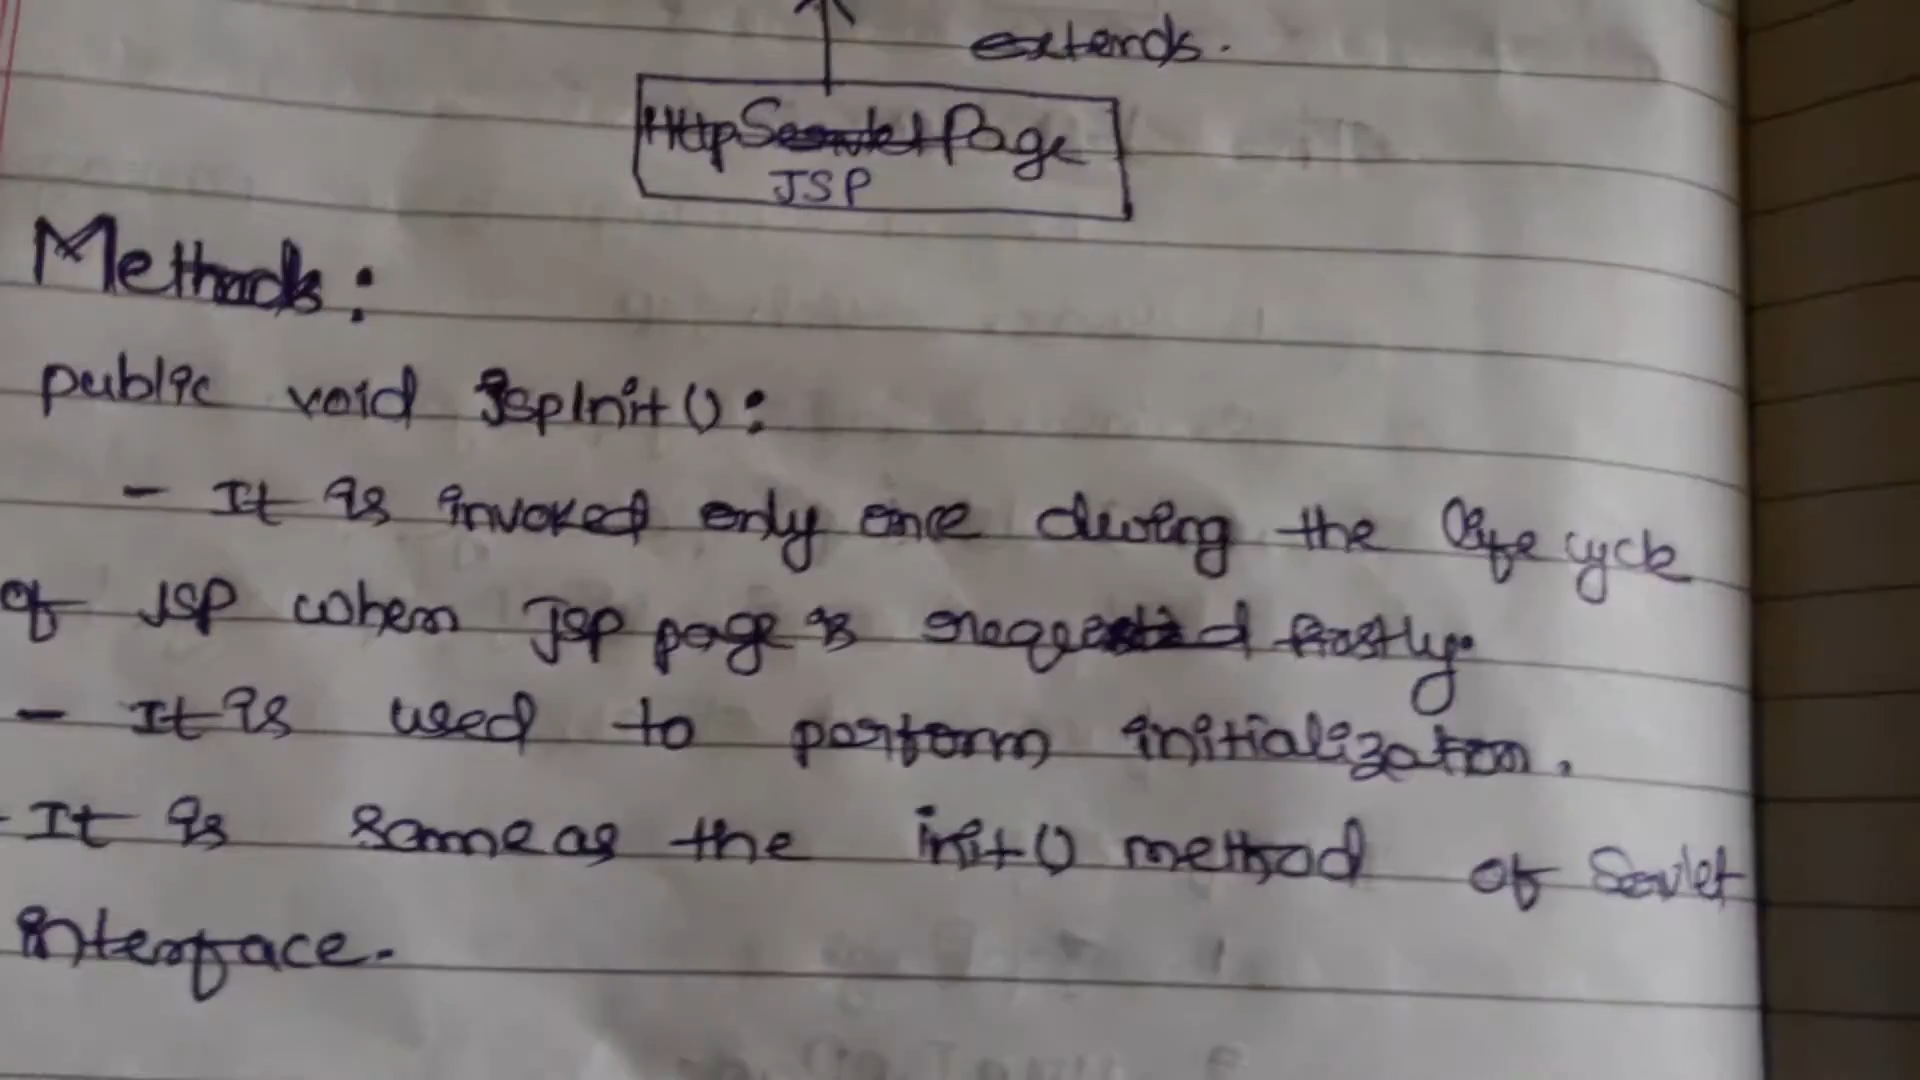 extends.
HttpServletPage
JSP
Methods:
public void JspInit():
- It is invoked only once during the life cycle
of JSP when JSP page is requested firstly.
- It is used to perform initialization.
- It is same as the init() method of Servlet
interface.